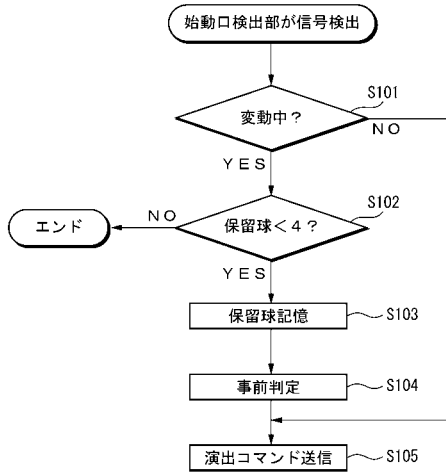 始動口検出部が信号検出
S101
変動中？
NO
YES
S102
保留球＜4？
NO
エンド
YES
保留球記憶
S103
事前判定
S104
演出コマンド送信
S105